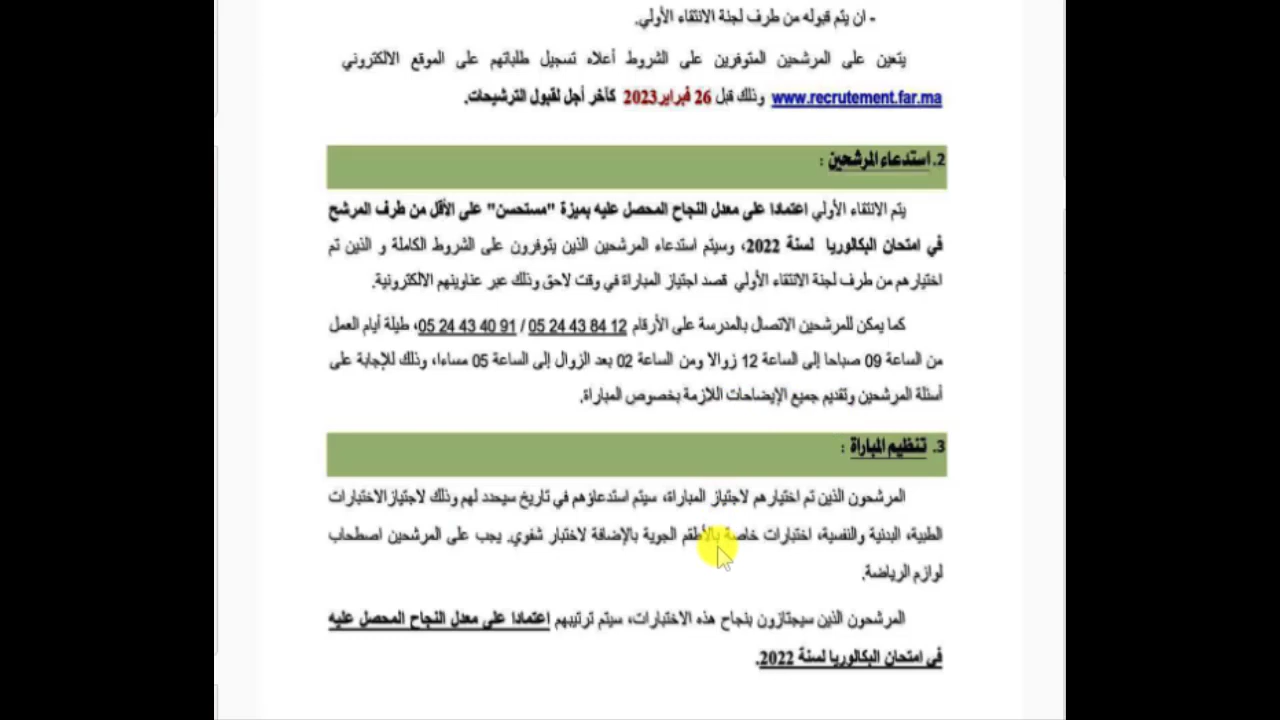 - ان يتم قبوله من طرف لجنة الانتقاء الأولي.
يتعين على المرشحين المتوفرين على الشروط أعلاه تسجيل طلباتهم على الموقع الالكتروني
www.recrutement.far.ma وذلك قبل 26 فبراير2023 كآخر أجل لقبول الترشيحات.
2. استدعاء المرشحين :
يتم الانتقاء الأولي اعتمادا على معدل النجاح المحصل عليه بميزة "مستحسن" على الأقل من طرف المرشح
في امتحان البكالوريا لسنة 2022، وسيتم استدعاء المرشحين الذين يتوفرون على الشروط الكاملة و الذين تم
اختيارهم من طرف لجنة الانتقاء الأولي قصد اجتياز المباراة في وقت لاحق وذلك عبر عناوينهم الالكترونية.
كما يمكن للمرشحين الاتصال بالمدرسة على الأرقام 05 24 43 84 12 / 05 24 43 40 91، طيلة أيام العمل
من الساعة 09 صباحا إلى الساعة 12 زوالا ومن الساعة 02 بعد الزوال إلى الساعة 05 مساءا، وذلك للإجابة على
أسئلة المرشحين وتقديم جميع الإيضاحات اللازمة بخصوص المباراة.
3. تنظيم المباراة :
المرشحون الذين تم اختيارهم لاجتياز المباراة، سيتم استدعاؤهم في تاريخ سيحدد لهم وذلك لاجتياز الاختبارات
الطبية، البدنية والنفسية، اختبارات خاصة بالأطقم الجوية بالإضافة لاختبار شفوي. يجب على المرشحين اصطحاب
لوازم الرياضة.
المرشحون الذين سيجتازون بنجاح هذه الاختبارات، سيتم ترتيبهم اعتمادا على معدل النجاح المحصل عليه
في امتحان البكالوريا لسنة 2022.